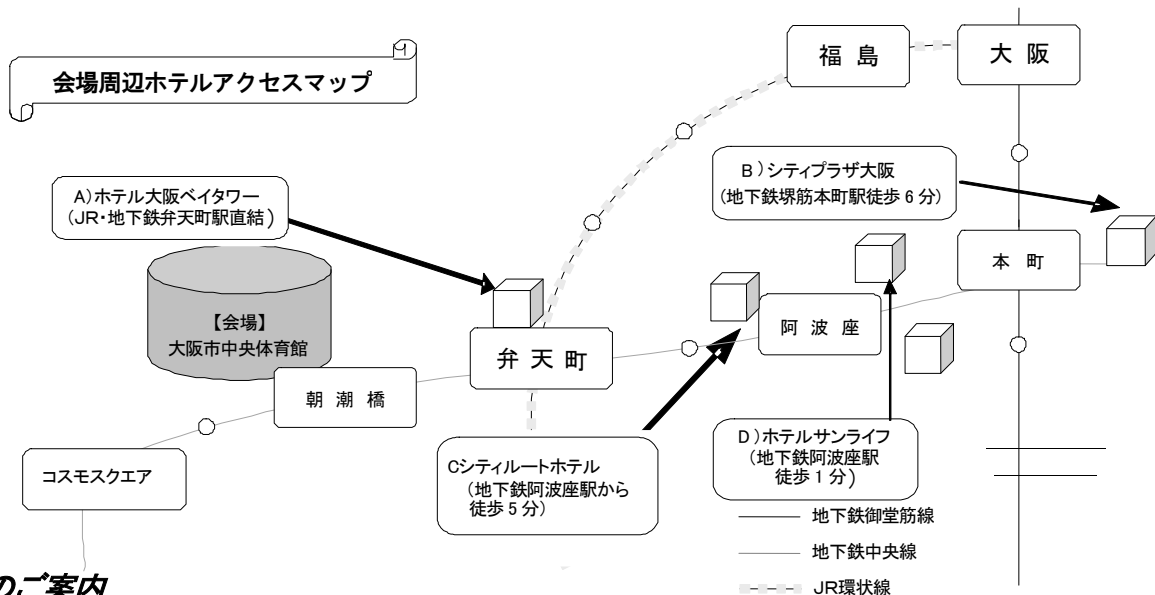 会場周辺ホテルアクセスマップ
福島
大阪
A)ホテル大阪ベイタワー
(JR・地下鉄弁天町駅直結)
B)シティプラザ大阪
(地下鉄堺筋本町駅徒歩6分)
本町
【会場】
大阪市中央体育館
阿波座
弁天町
朝潮橋
コスモスクエア
Cシティルートホテル
(地下鉄阿波座駅から
徒歩5分)
D)ホテルサンライフ
(地下鉄阿波座駅
徒歩1分)
地下鉄御堂筋線
地下鉄中央線
JR環状線
のご案内